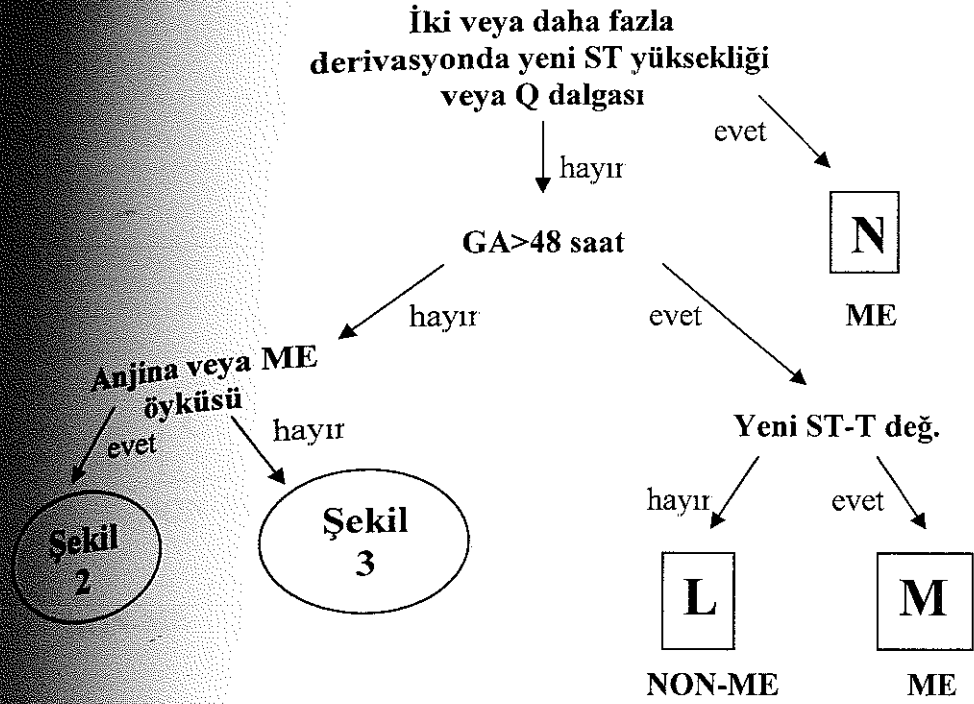 İki veya daha fazla
derivasyonda yeni ST yüksekliği
veya Q dalgası
evet
hayır
N
GA>48 saat
hayır
evet
ME
Anjina veya ME
öyküsü
evet
hayır
Yeni ST-T değ.
hayır
evet
Şekil
2
Şekil
3
L
M
NON-ME
ME